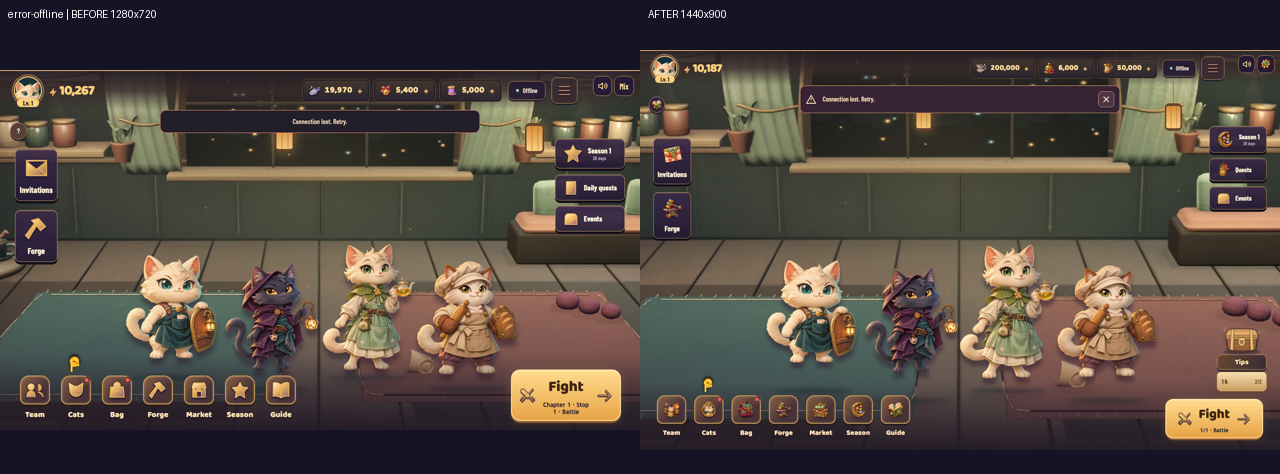 error-offline | BEFORE 1280x720
Lv. 1
10,267
19,970 +
5,400 +
5,000 +
Offline
Mix
Connection lost. Retry.
?
Invitations
Forge
Season 1
28 days
Daily quests
Events
Team
Cats
Bag
Forge
Market
Season
Guide
Fight
Chapter 1 · Stop
1 · Battle
AFTER 1440x900
Lv. 1
10,187
200,000 +
6,000 +
50,000 +
Offline
Connection lost. Retry.
Invitations
Forge
Season 1
28 days
Quests
Events
Tips
1h
2/2
Team
Cats
Bag
Forge
Market
Season
Guide
Fight
1/1 · Battle